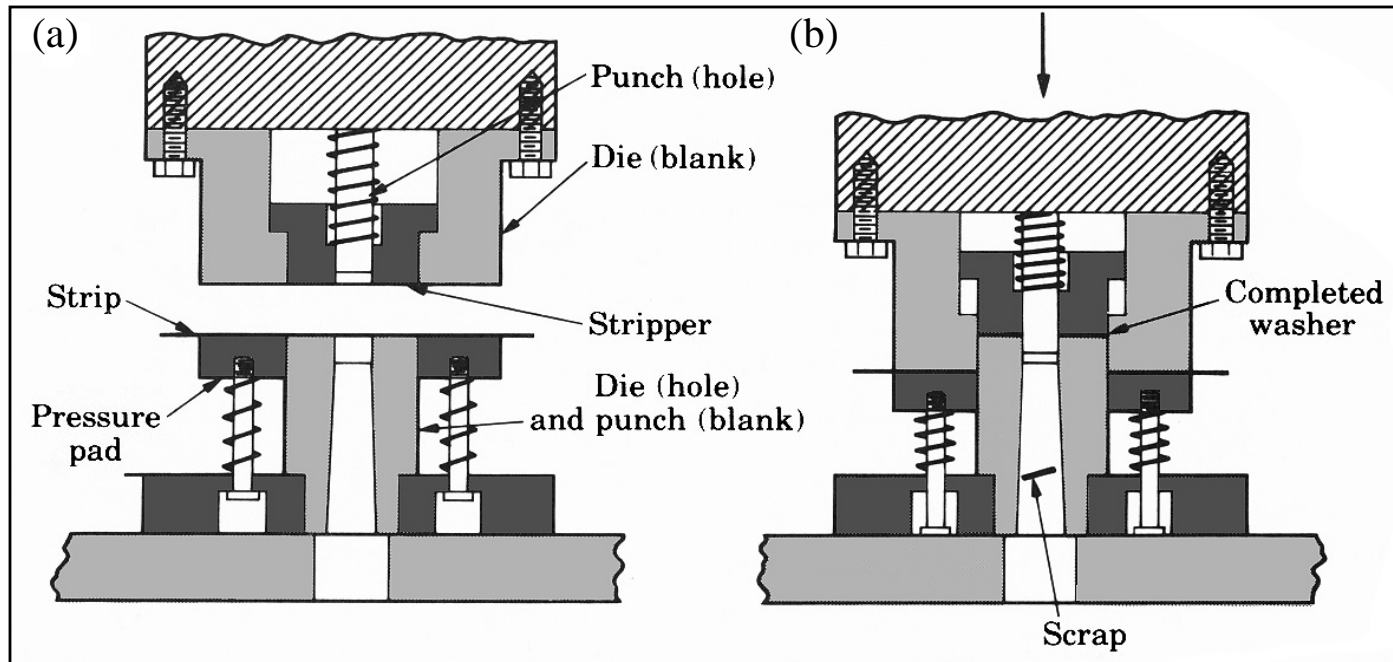 (a)
Punch (hole)
Die (blank)
Strip
Stripper
Pressure
pad
Die (hole)
and punch (blank)
(b)
Completed
washer
Scrap